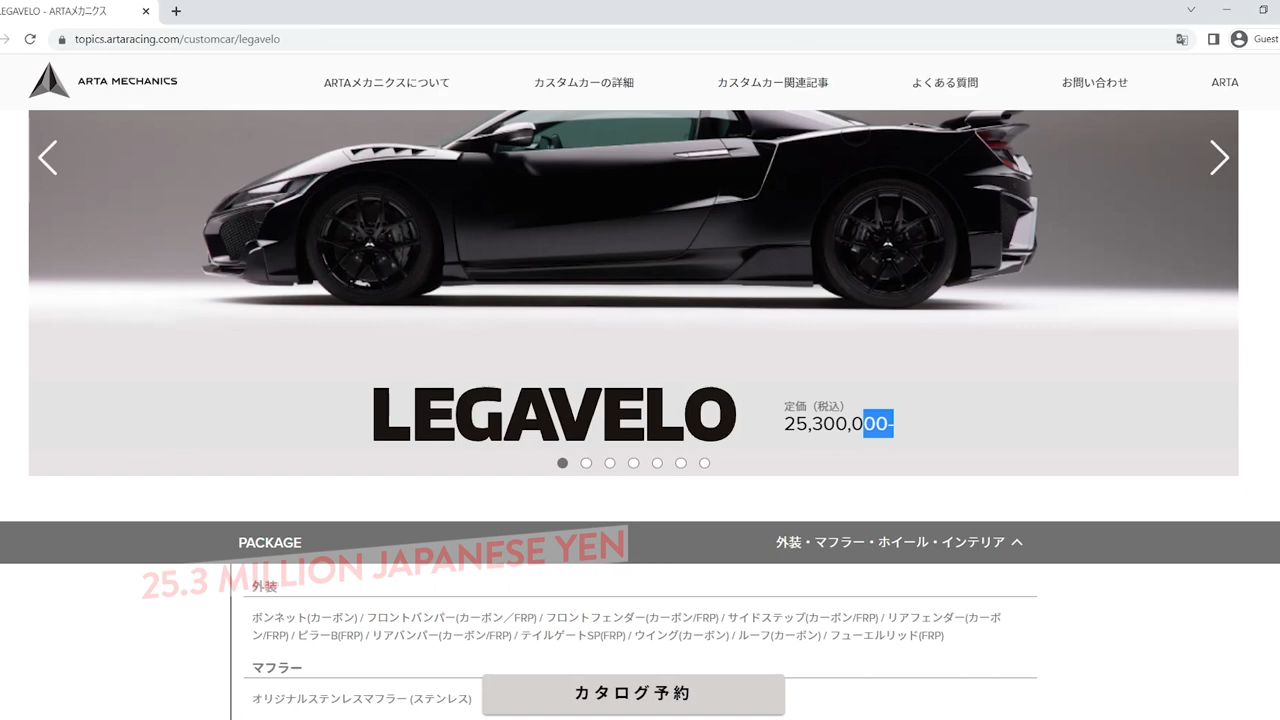 LEGAVELO - ARTAメカニクス
topics.artaracing.com/customcar/legavelo
Guest
ARTA MECHANICS
ARTAメカニクスについて
カスタムカーの詳細
カスタムカー関連記事
よくある質問
お問い合わせ
ARTA
LEGAVELO
定価（税込）
25,300,000-
PACKAGE
外装・マフラー・ホイール・インテリア
25.3 MILLION JAPANESE YEN
外装
ボンネット(カーボン) / フロントバンパー(カーボン／FRP) / フロントフェンダー(カーボン/FRP) / サイドステップ(カーボン/FRP) / リアフェンダー(カーボ
ン/FRP) / ピラーB(FRP) / リアバンパー(カーボン/FRP) / テイルゲートSP(FRP) / ウイング(カーボン) / ルーフ(カーボン) / フューエルリッド(FRP)
マフラー
オリジナルステンレスマフラー (ステンレス)
カタログ予約